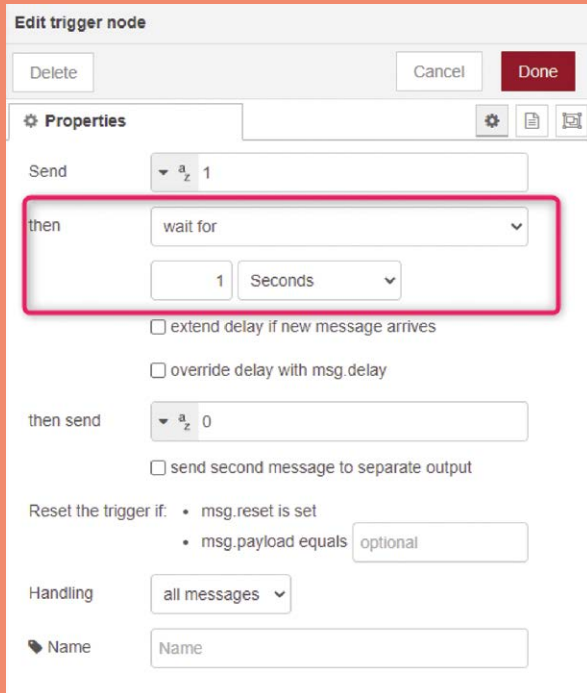 Edit trigger node
Delete Cancel Done
Properties
Send a z 1
then wait for
1 Seconds
extend delay if new message arrives
override delay with msg.delay
then send a z 0
send second message to separate output
Reset the trigger if: • msg.reset is set
• msg.payload equals optional
Handling all messages
Name Name